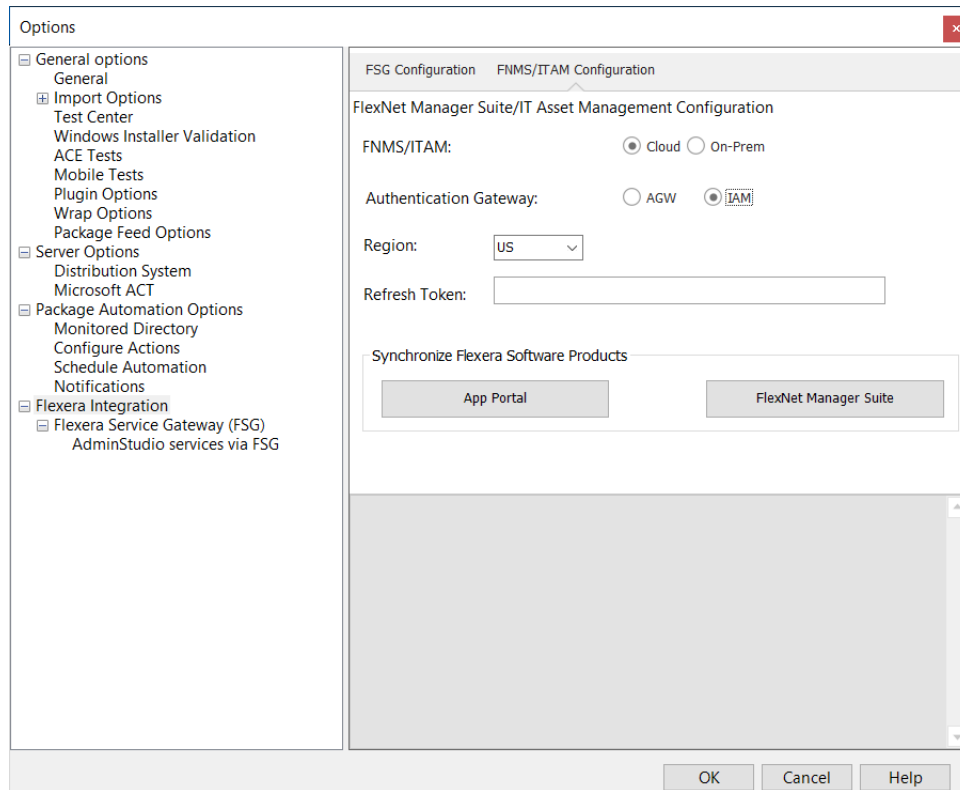 Options
General options
General
Import Options
Test Center
Windows Installer Validation
ACE Tests
Mobile Tests
Plugin Options
Wrap Options
Package Feed Options
Server Options
Distribution System
Microsoft ACT
Package Automation Options
Monitored Directory
Configure Actions
Schedule Automation
Notifications
Flexera Integration
Flexera Service Gateway (FSG)
AdminStudio services via FSG
FSG Configuration FNMS/ITAM Configuration
FlexNet Manager Suite/IT Asset Management Configuration
FNMS/ITAM: Cloud On-Prem
Authentication Gateway: AGW IAM
Region: US
Refresh Token:
Synchronize Flexera Software Products
App Portal FlexNet Manager Suite
OK Cancel Help